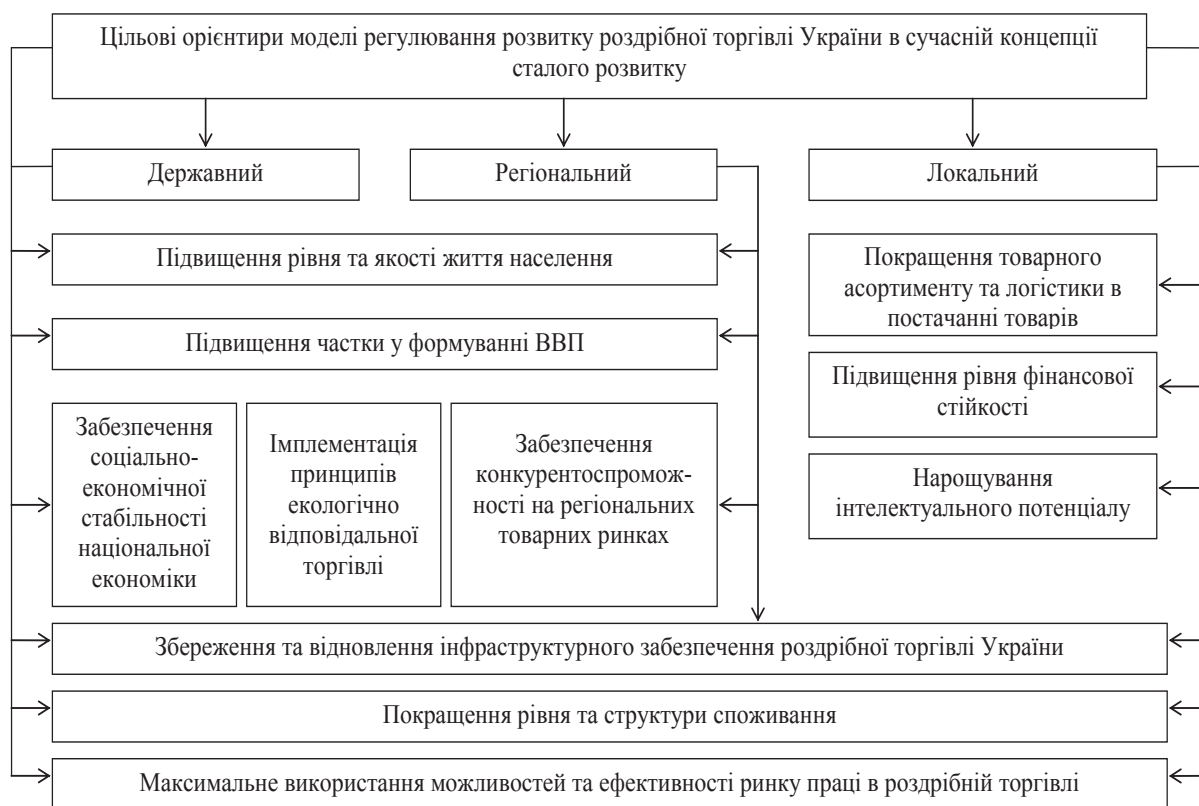 Цільові орієнтири моделі регулювання розвитку роздрібної торгівлі України в сучасній концепції
сталого розвитку
Державний
Регіональний
Локальний
Підвищення рівня та якості життя населення
Підвищення частки у формуванні ВВП
Забезпечення
соціально-
економічної
стабільності
національної
економіки
Імплементація
принципів
екологічно
відповідальної
торгівлі
Забезпечення
конкурентоспромож-
ності на регіональних
товарних ринках
Покращення товарного
асортименту та логістики в
постачанні товарів
Підвищення рівня фінансової
стійкості
Нарощування
інтелектуального потенціалу
Збереження та відновлення інфраструктурного забезпечення роздрібної торгівлі України
Покращення рівня та структури споживання
Максимальне використання можливостей та ефективності ринку праці в роздрібній торгівлі